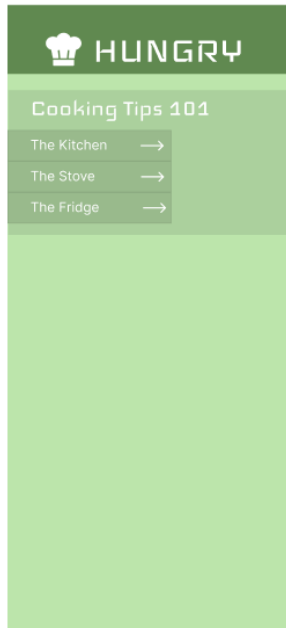 HUNGRY
Cooking Tips 101
The Kitchen
The Stove
The Fridge